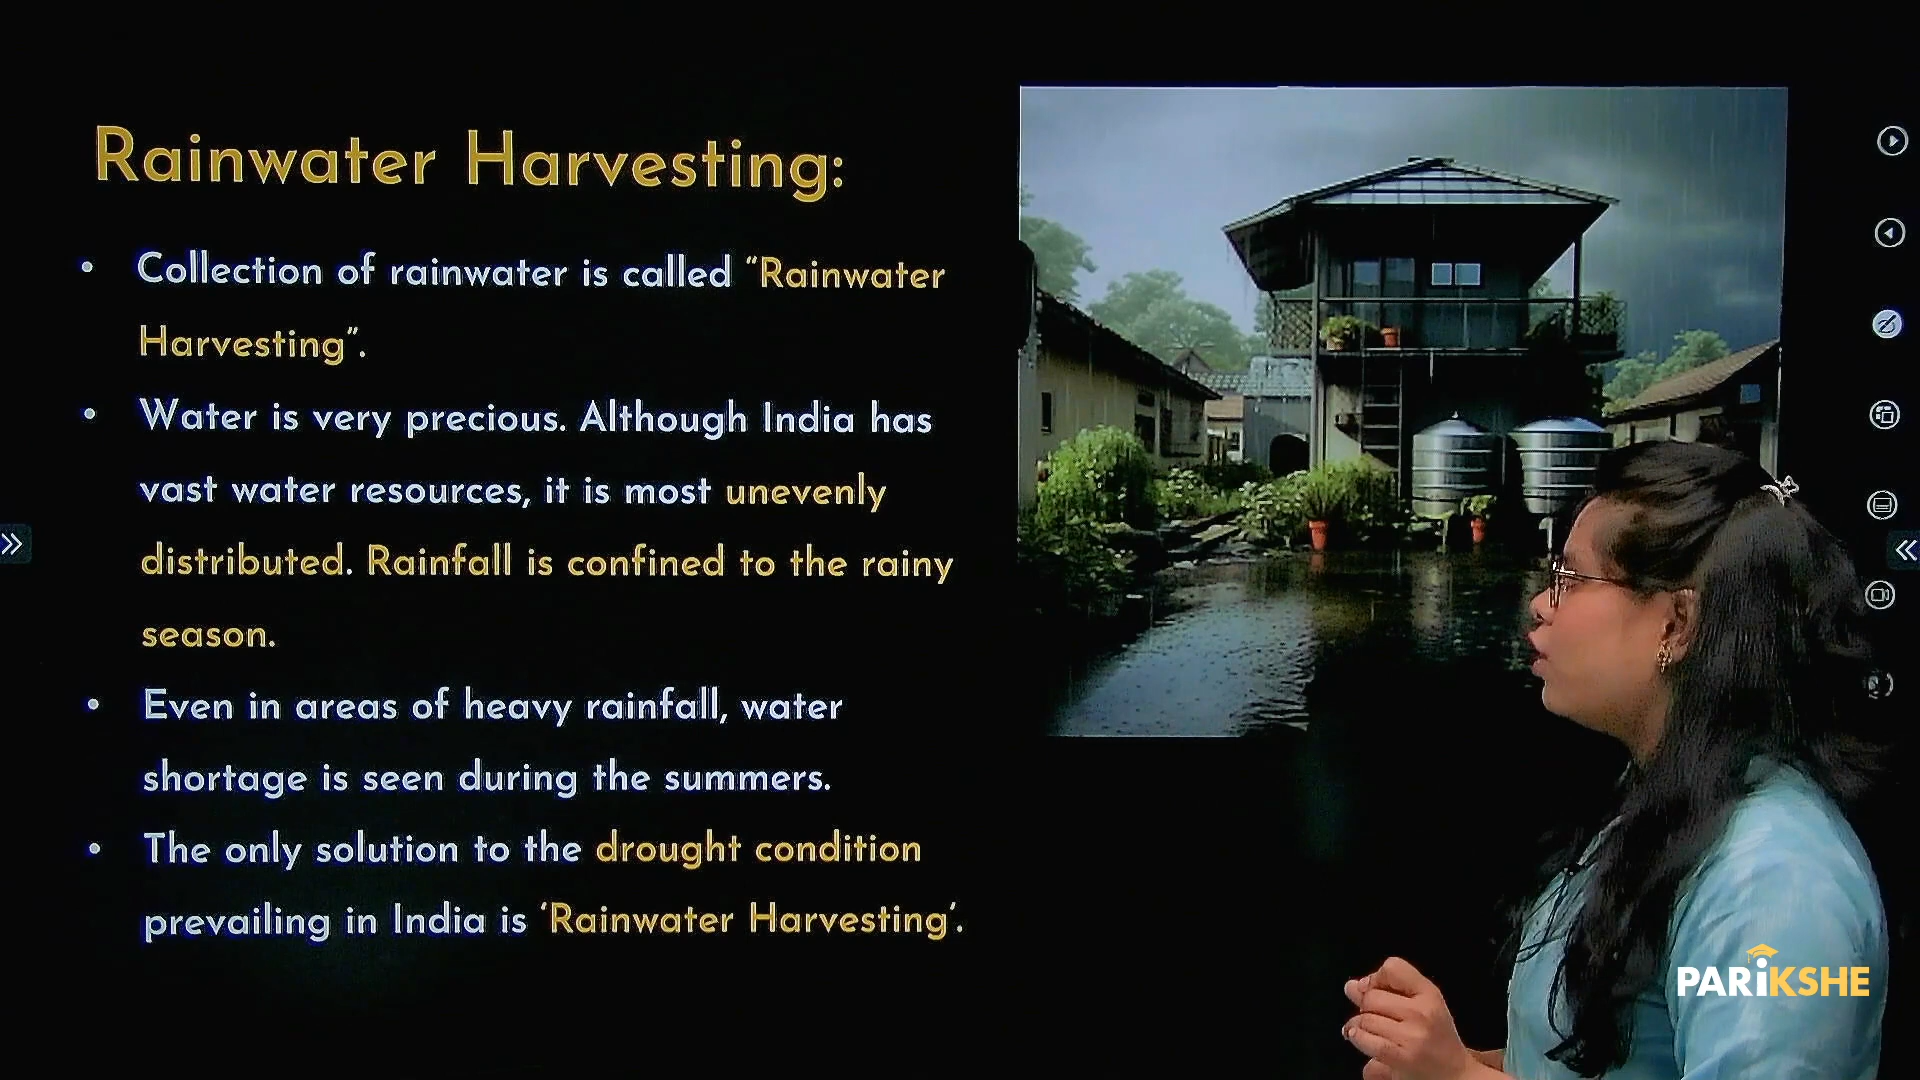 Rainwater Harvesting:
• Collection of rainwater is called “Rainwater
Harvesting”.
• Water is very precious. Although India has
vast water resources, it is most unevenly
distributed. Rainfall is confined to the rainy
season.
• Even in areas of heavy rainfall, water
shortage is seen during the summers.
• The only solution to the drought condition
prevailing in India is ‘Rainwater Harvesting’.
PARiKSHE